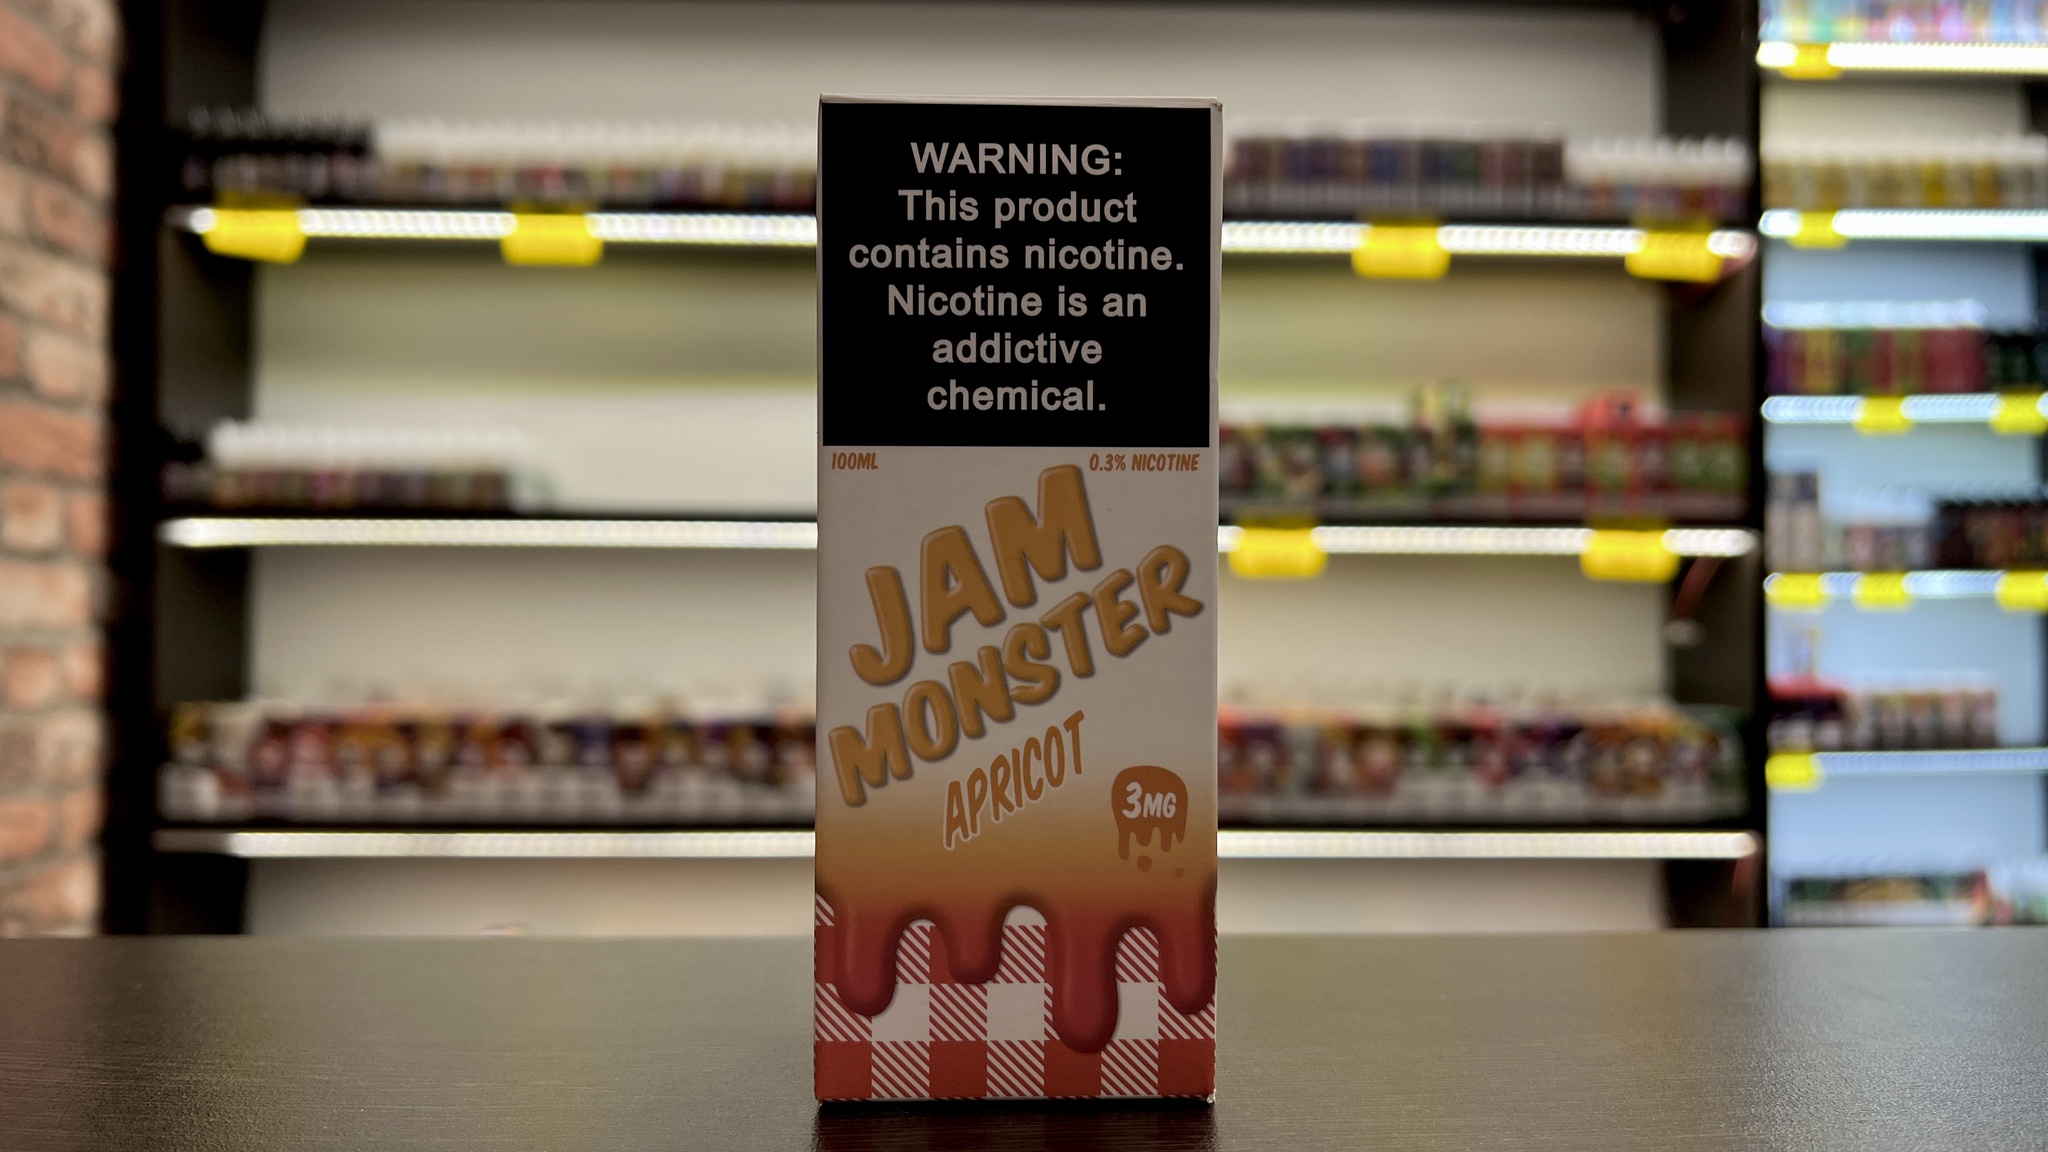 WARNING:
This product
contains nicotine.
Nicotine is an
addictive
chemical.
100ML 0.3% NICOTINE
JAM
MONSTER
APRICOT
3MG